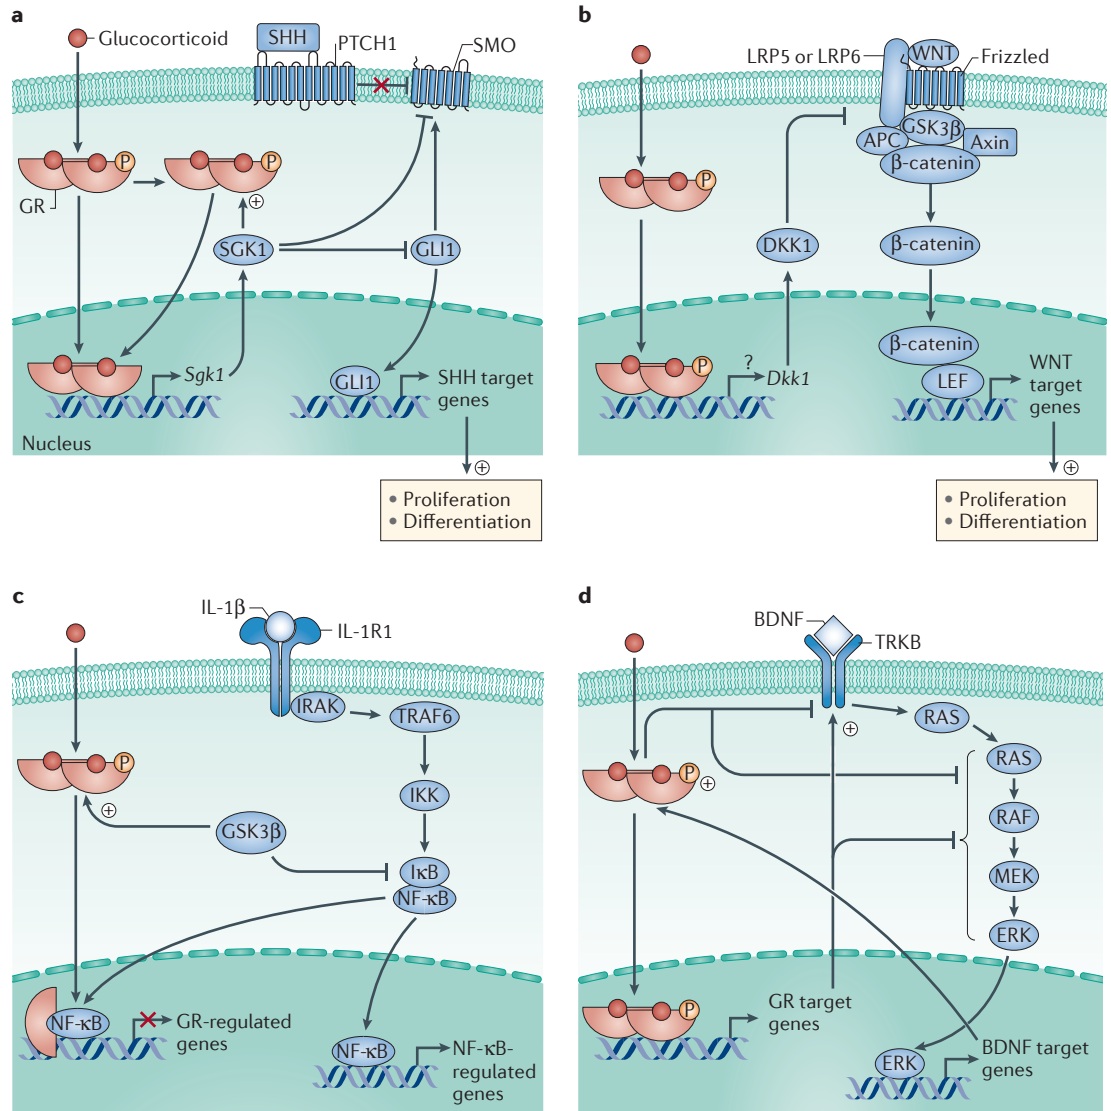 a
Glucocorticoid
SHH
PTCH1
SMO
P
P
GR
+
SGK1
GLI1
Sgk1
GLI1
SHH target
genes
Nucleus
+
• Proliferation
• Differentiation
b
LRP5 or LRP6
WNT
Frizzled
GSK3β
APC
Axin
β-catenin
P
DKK1
β-catenin
β-catenin
P
?
Dkk1
LEF
WNT
target
genes
+
• Proliferation
• Differentiation
c
IL-1β
IL-1R1
IRAK
TRAF6
P
+
IKK
GSK3β
IκB
NF-κB
NF-κB
GR-regulated
genes
NF-κB
NF-κB-
regulated
genes
d
BDNF
TRKB
RAS
+
P
+
RAS
RAF
MEK
ERK
P
GR target
genes
ERK
BDNF target
genes